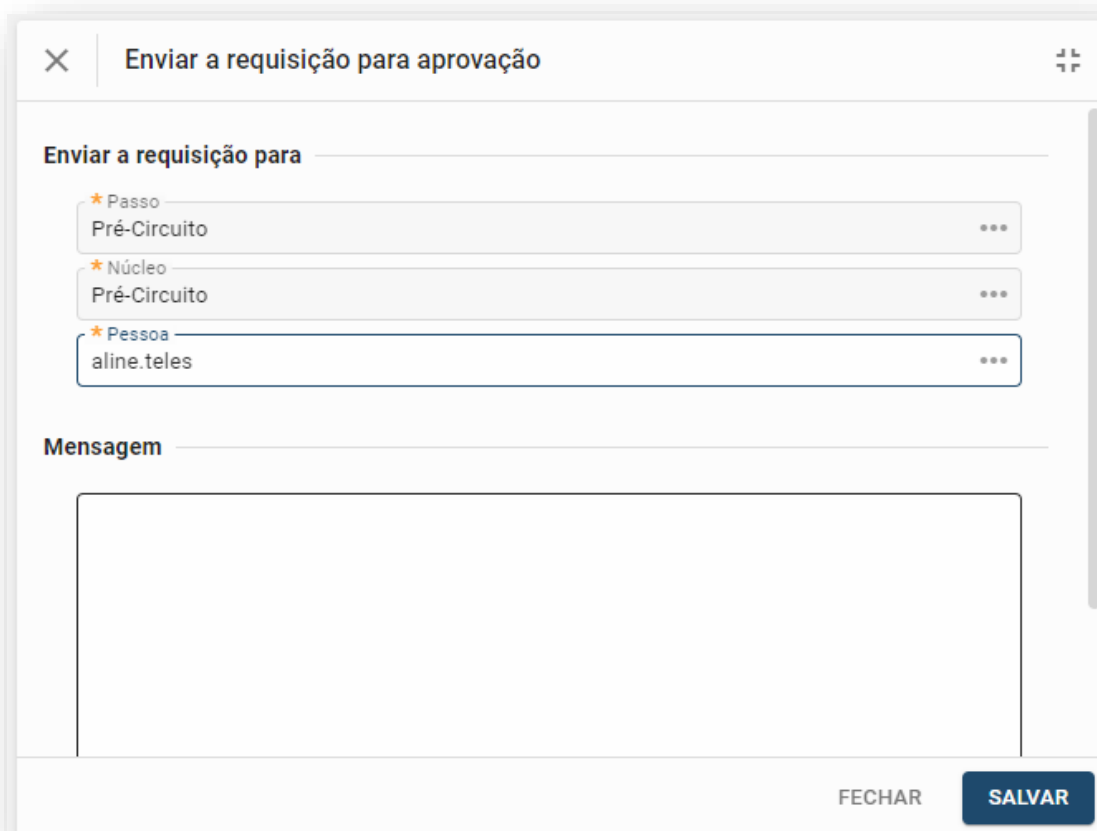 Enviar a requisição para aprovação
Enviar a requisição para
* Passo
Pré-Circuito
* Núcleo
Pré-Circuito
* Pessoa
aline.teles
Mensagem
FECHAR SALVAR